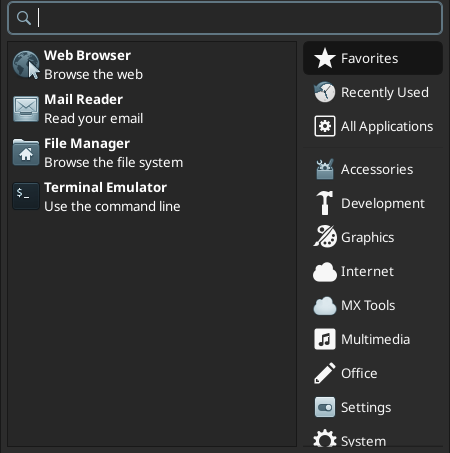 Web Browser
Browse the web
Mail Reader
Read your email
File Manager
Browse the file system
$_
Terminal Emulator
Use the command line
Favorites
Recently Used
All Applications
Accessories
Development
Graphics
Internet
MX Tools
Multimedia
Office
Settings
System